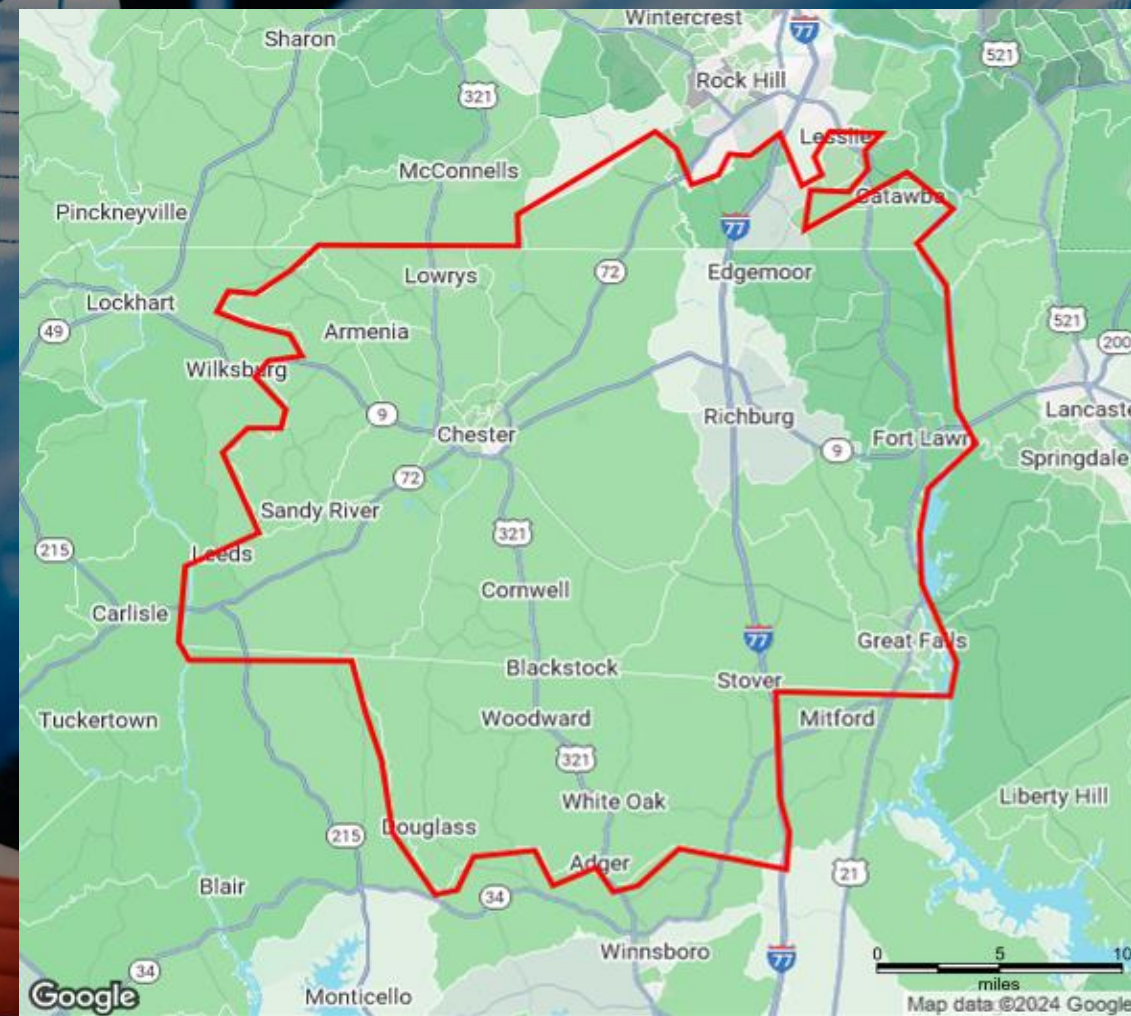 Wintercrest
77
Sharon
521
Rock Hill
321
Lesslie
McConnells
Catawba
Pinckneyville
77
Lowrys
72
Edgemoor
Lockhart
49
Armenia
521
200
Wilksburg
9
Richburg
Lancaste
Chester
Fort Lawn
9
Springdale
72
Sandy River
321
215
Leeds
Cornwell
Carlisle
77
Great Falls
Blackstock
Stover
Tuckertown
Woodward
Mitford
321
White Oak
Liberty Hill
Douglass
215
Adger
21
Blair
34
Winnsboro
77
0 5 10
miles
34
Monticello
Google
Map data ©2024 Google